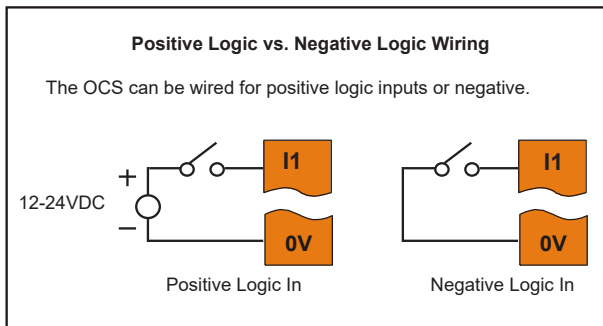 Positive Logic vs. Negative Logic Wiring
The OCS can be wired for positive logic inputs or negative.
I1
I1
+
12-24VDC
−
0V
0V
Positive Logic In
Negative Logic In